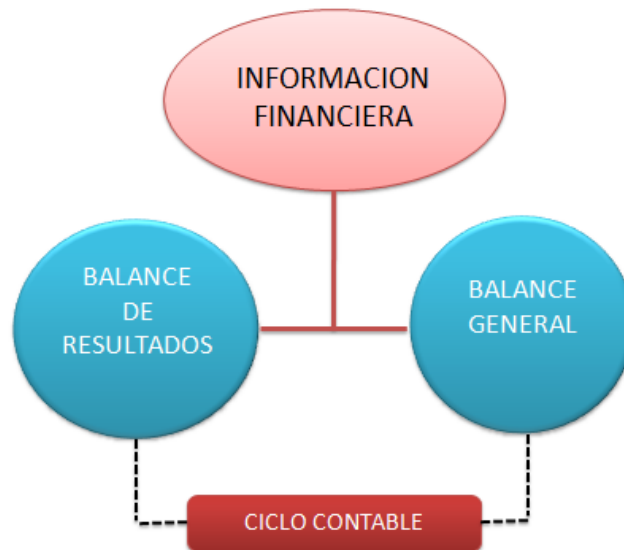 INFORMACION
FINANCIERA
BALANCE
DE
RESULTADOS
BALANCE
GENERAL
CICLO CONTABLE